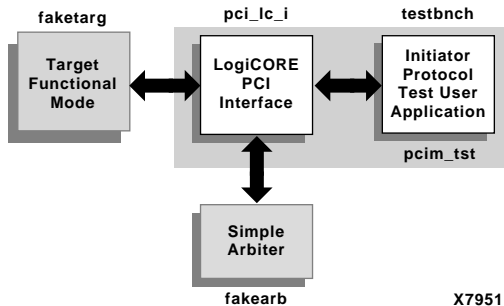 faketarg
pci_lc_i
testbnch
Target
Functional
Mode
LogiCORE
PCI
Interface
Initiator
Protocol
Test User
Application
pcim_tst
Simple
Arbiter
fakearb
X7951